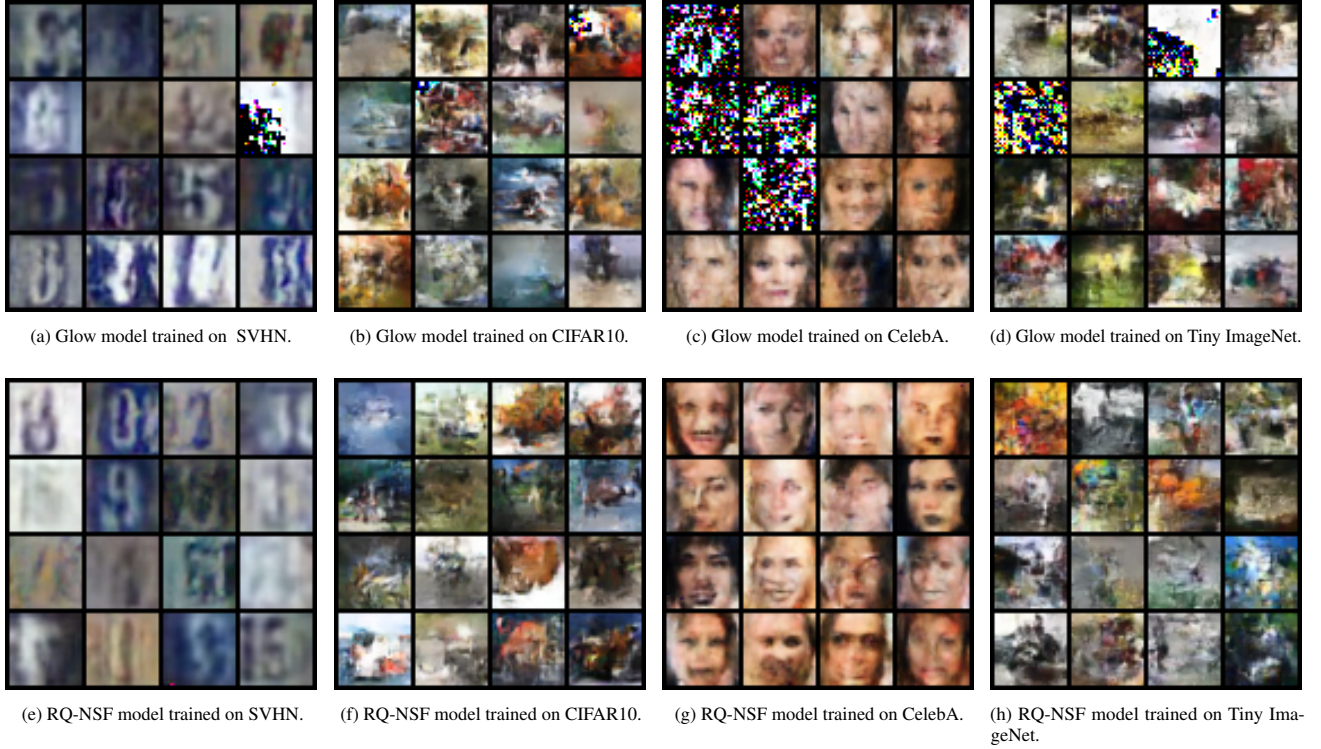 (a) Glow model trained on SVHN.
(b) Glow model trained on CIFAR10.
(c) Glow model trained on CelebA.
(d) Glow model trained on Tiny ImageNet.
(e) RQ-NSF model trained on SVHN.
(f) RQ-NSF model trained on CIFAR10.
(g) RQ-NSF model trained on CelebA.
(h) RQ-NSF model trained on Tiny Ima-
geNet.